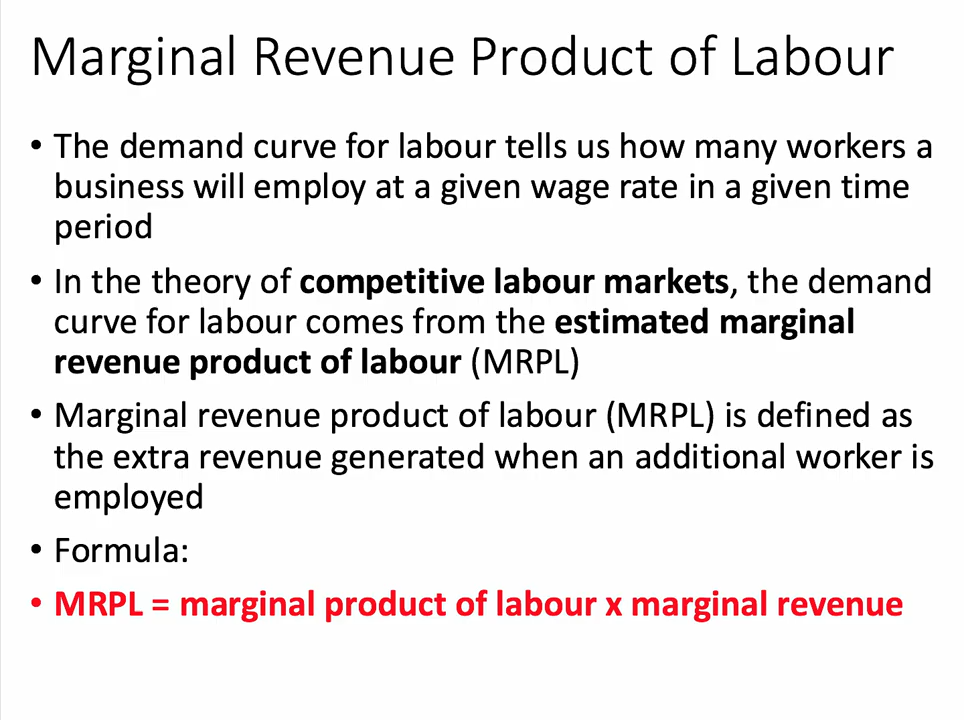 Marginal Revenue Product of Labour
• The demand curve for labour tells us how many workers a
business will employ at a given wage rate in a given time
period
• In the theory of competitive labour markets, the demand
curve for labour comes from the estimated marginal
revenue product of labour (MRPL)
• Marginal revenue product of labour (MRPL) is defined as
the extra revenue generated when an additional worker is
employed
• Formula:
• MRPL = marginal product of labour x marginal revenue